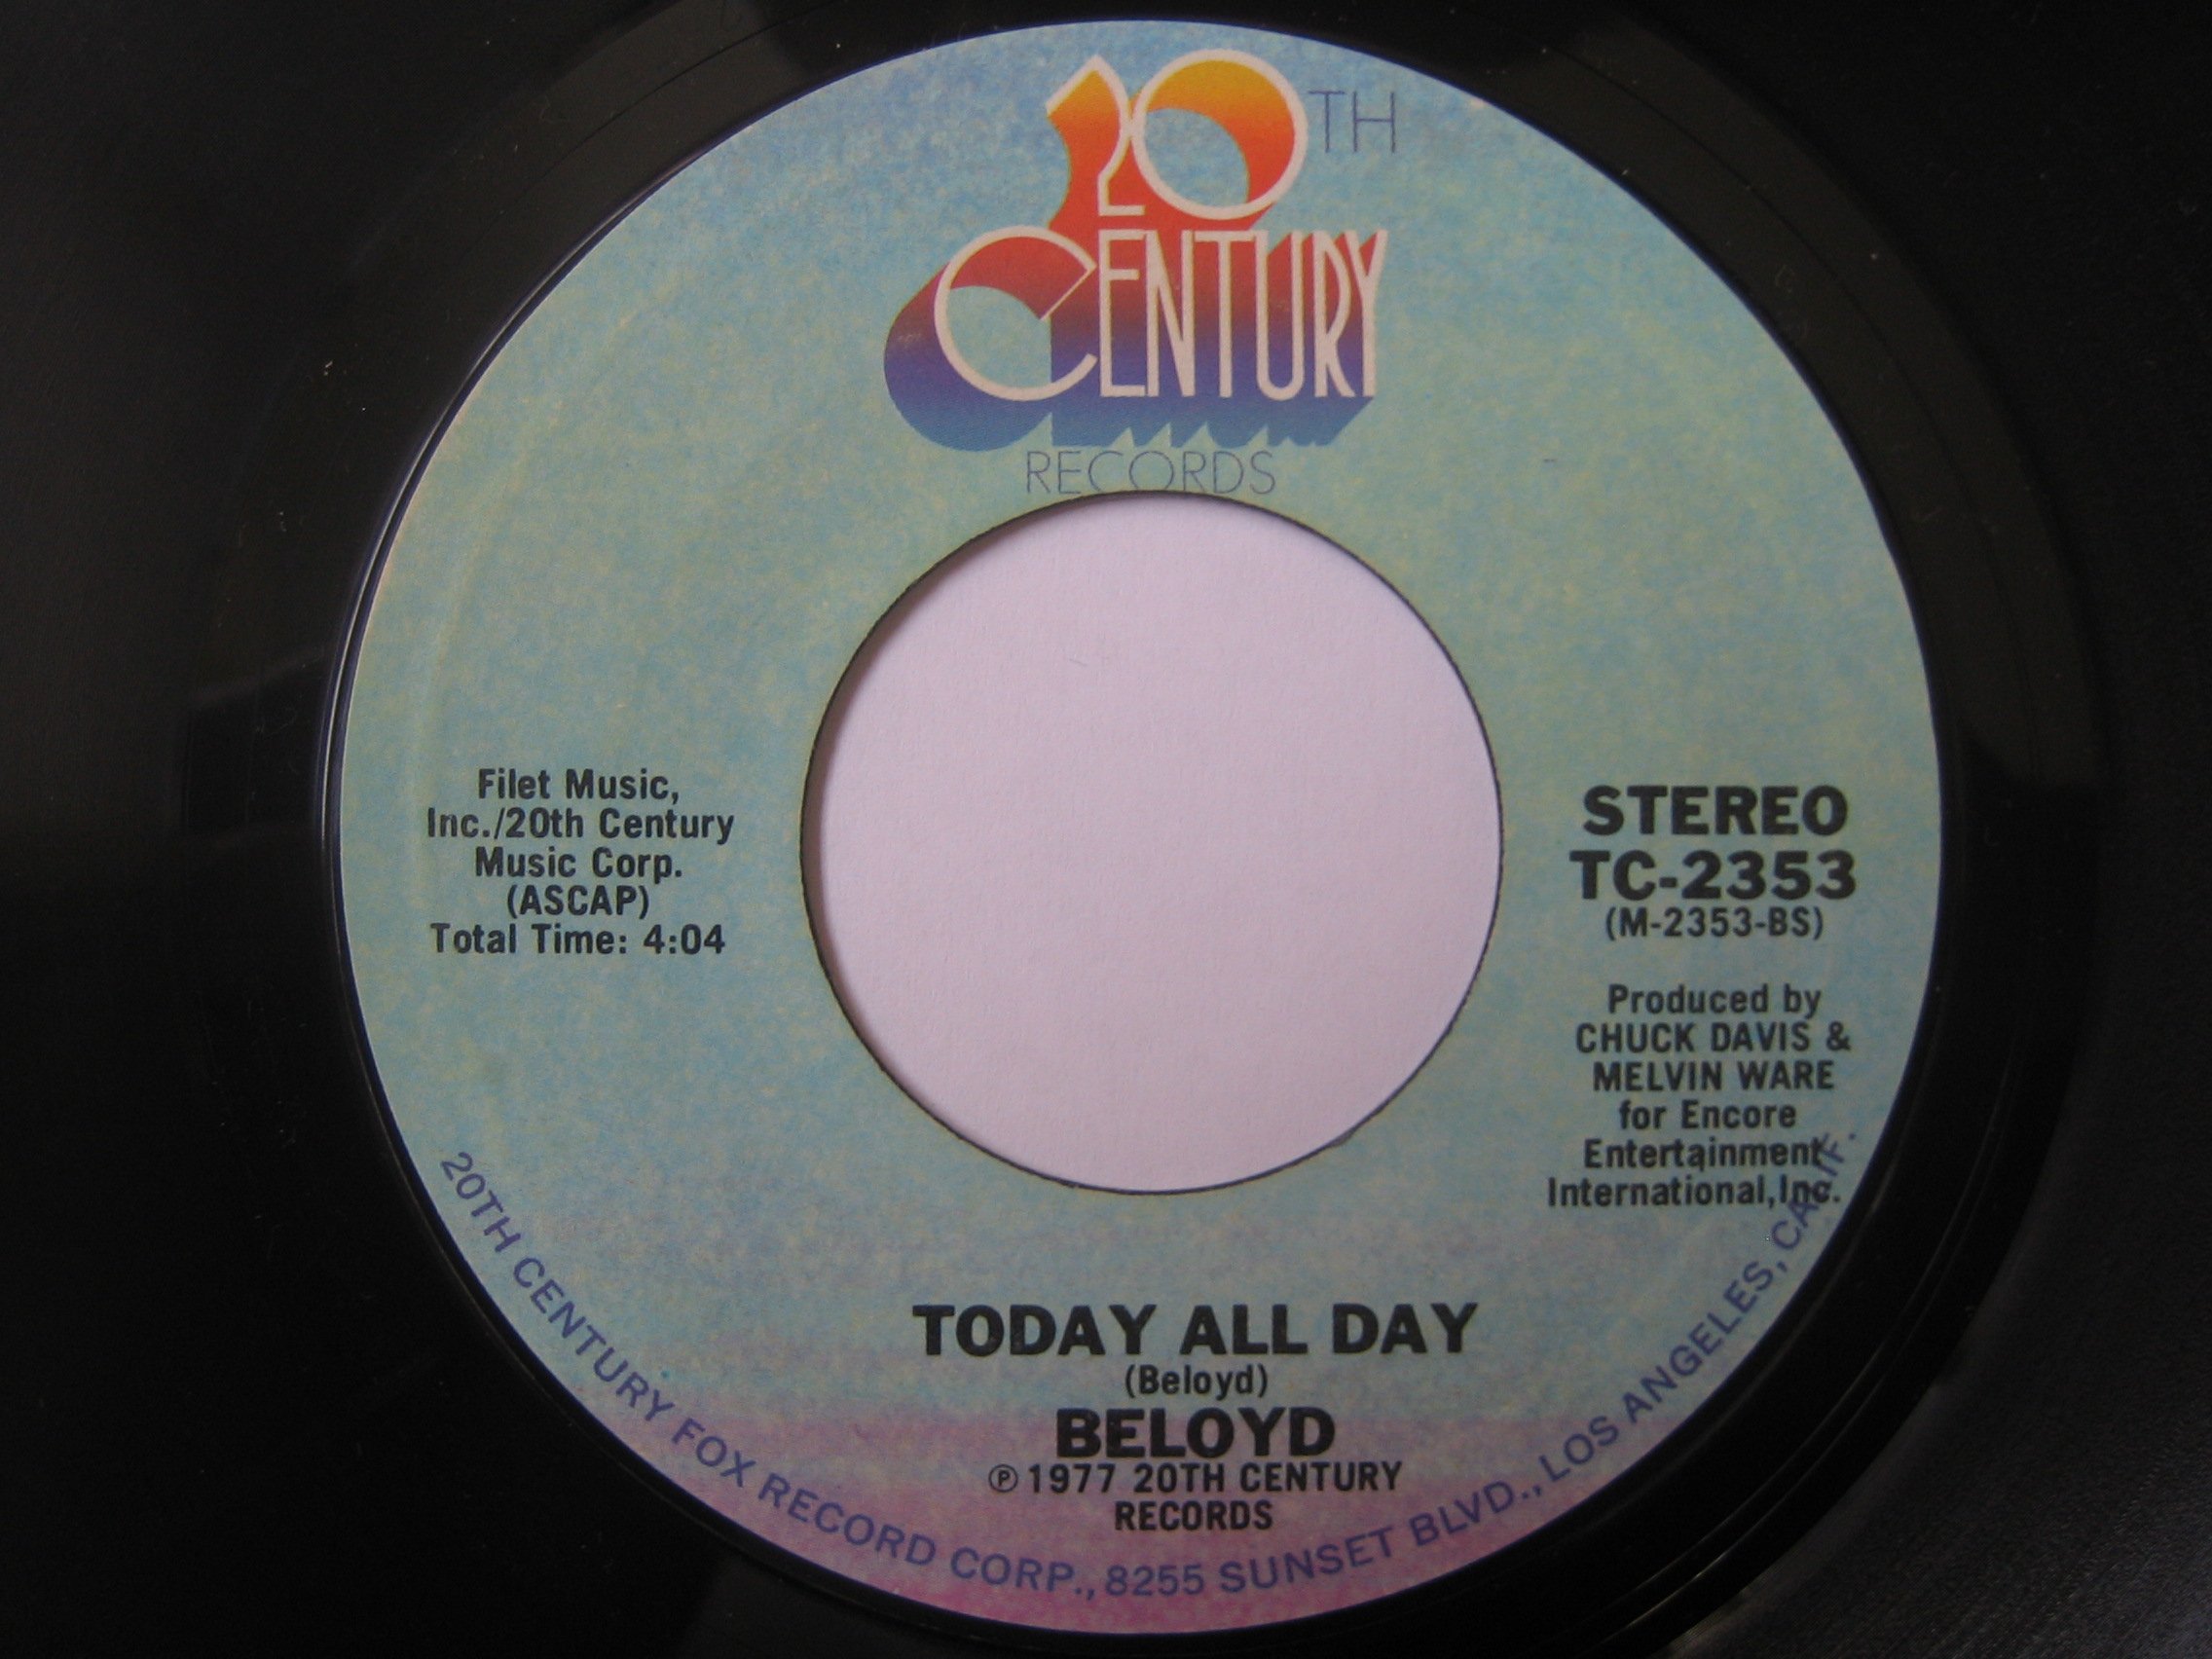 20TH
CENTURY
RECORDS
Filet Music,
Inc./20th Century
Music Corp.
(ASCAP)
Total Time: 4:04
STEREO
TC-2353
(M-2353-BS)
Produced by
CHUCK DAVIS &
MELVIN WARE
for Encore
Entertainment
International, Inc.
TODAY ALL DAY
(Beloyd)
BELOYD
℗ 1977 20TH CENTURY
RECORDS
20TH CENTURY FOX RECORD CORP., 8255 SUNSET BLVD., LOS ANGELES, CALIF.